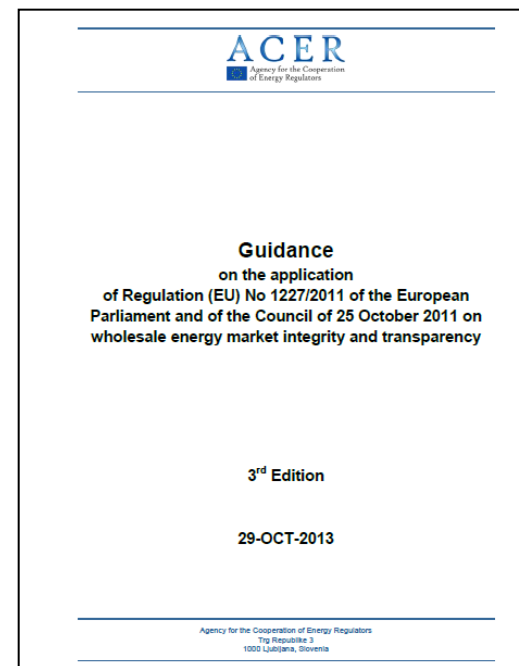 ACER
Agency for the Cooperation
of Energy Regulators
Guidance
on the application
of Regulation (EU) No 1227/2011 of the European
Parliament and of the Council of 25 October 2011 on
wholesale energy market integrity and transparency
3rd Edition
29-OCT-2013
Agency for the Cooperation of Energy Regulators
Trg Republike 3
1000 Ljubljana, Slovenia